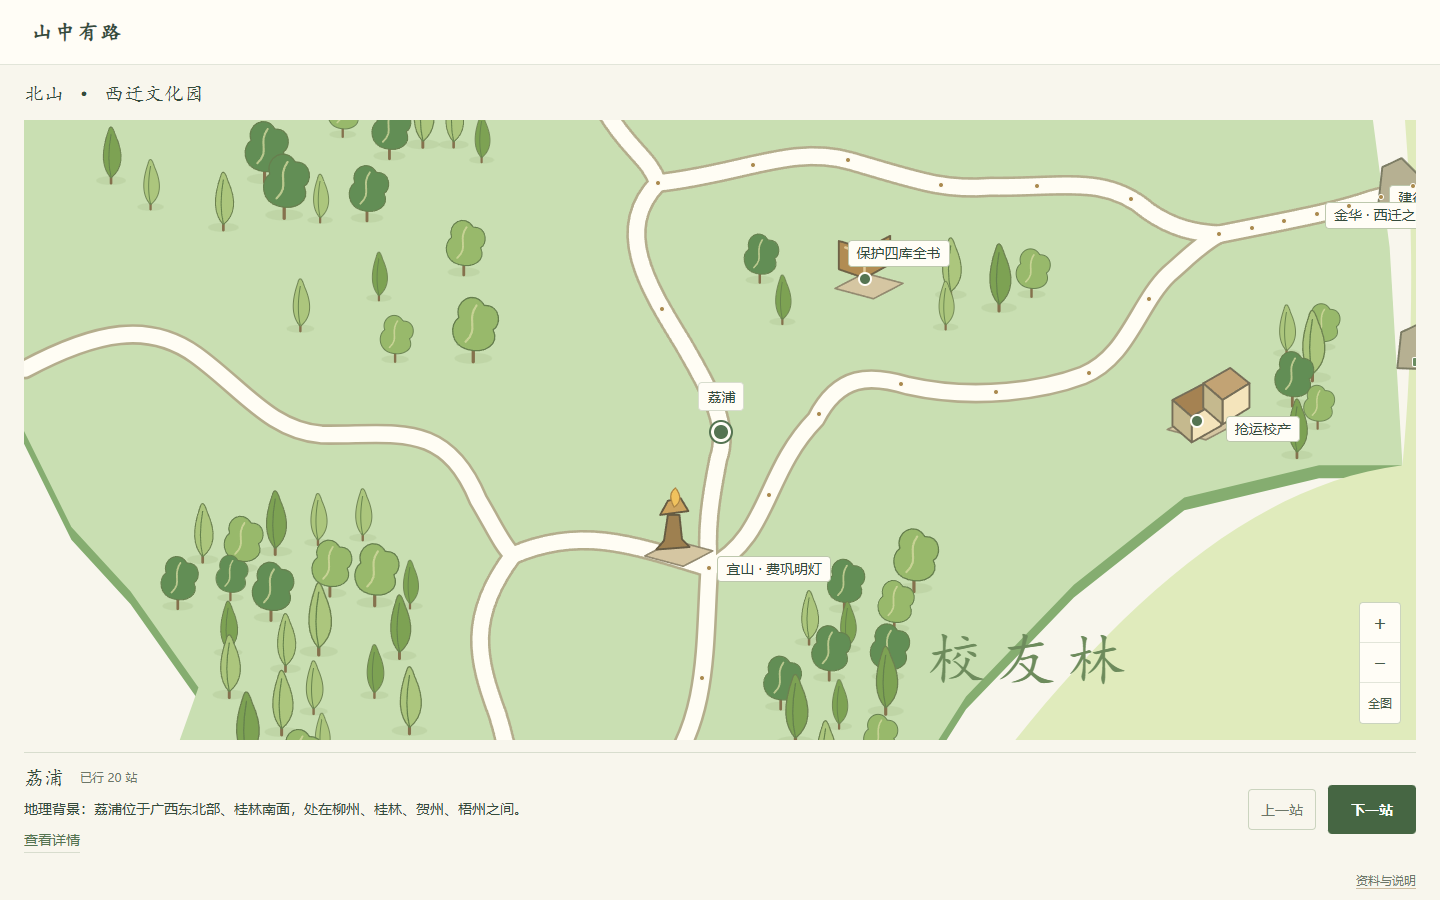 山中有路
北山 • 西迁文化园
建德
金华 · 西迁之
保护四库全书
荔浦
抢运校产
宜山 · 费巩明灯
校友林
+
−
全图
荔浦 已行 20 站
地理背景：荔浦位于广西东北部、桂林南面，处在柳州、桂林、贺州、梧州之间。
查看详情
上一站
下一站
资料与说明